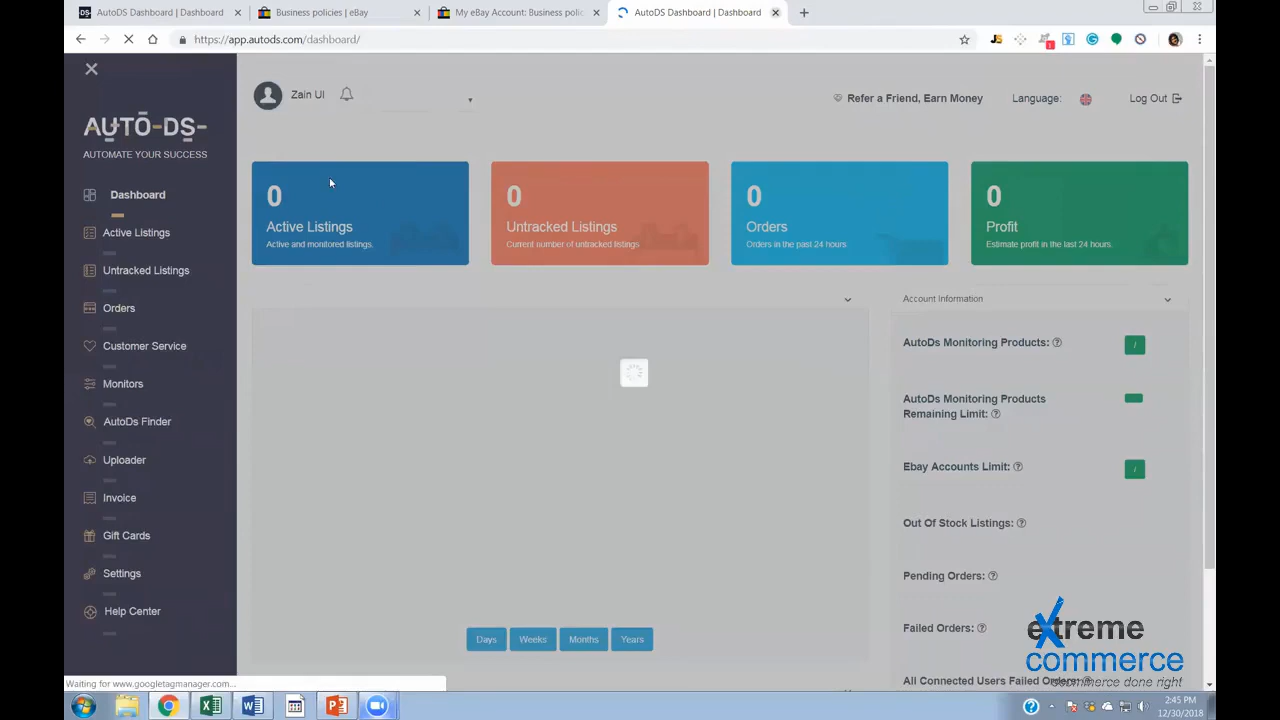 AutoDS Dashboard | Dashboard
Business policies | eBay
My eBay Account: Business polic
AutoDS Dashboard | Dashboard
https://app.autods.com/dashboard/
AUTO-DS-
AUTOMATE YOUR SUCCESS
Dashboard
Active Listings
Untracked Listings
Orders
Customer Service
Monitors
AutoDs Finder
Uploader
Invoice
Gift Cards
Settings
Help Center
Zain Ul
Refer a Friend, Earn Money
Language:
Log Out
0
Active Listings
Active and monitored listings.
0
Untracked Listings
Current number of untracked listings
0
Orders
Orders in the past 24 hours.
0
Profit
Estimate profit in the last 24 hours.
Account Information
AutoDs Monitoring Products:
/
AutoDs Monitoring Products
Remaining Limit:
Ebay Accounts Limit:
/
Out Of Stock Listings:
Pending Orders:
Failed Orders:
All Connected Users Failed Orders:
Days
Weeks
Months
Years
extreme
commerce
ecommerce done right
Waiting for www.googletagmanager.com...
2:45 PM
12/30/2018